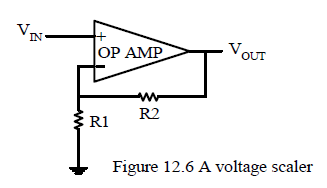 VIN
+
OP AMP
VOUT
R2
R1
Figure 12.6 A voltage scaler